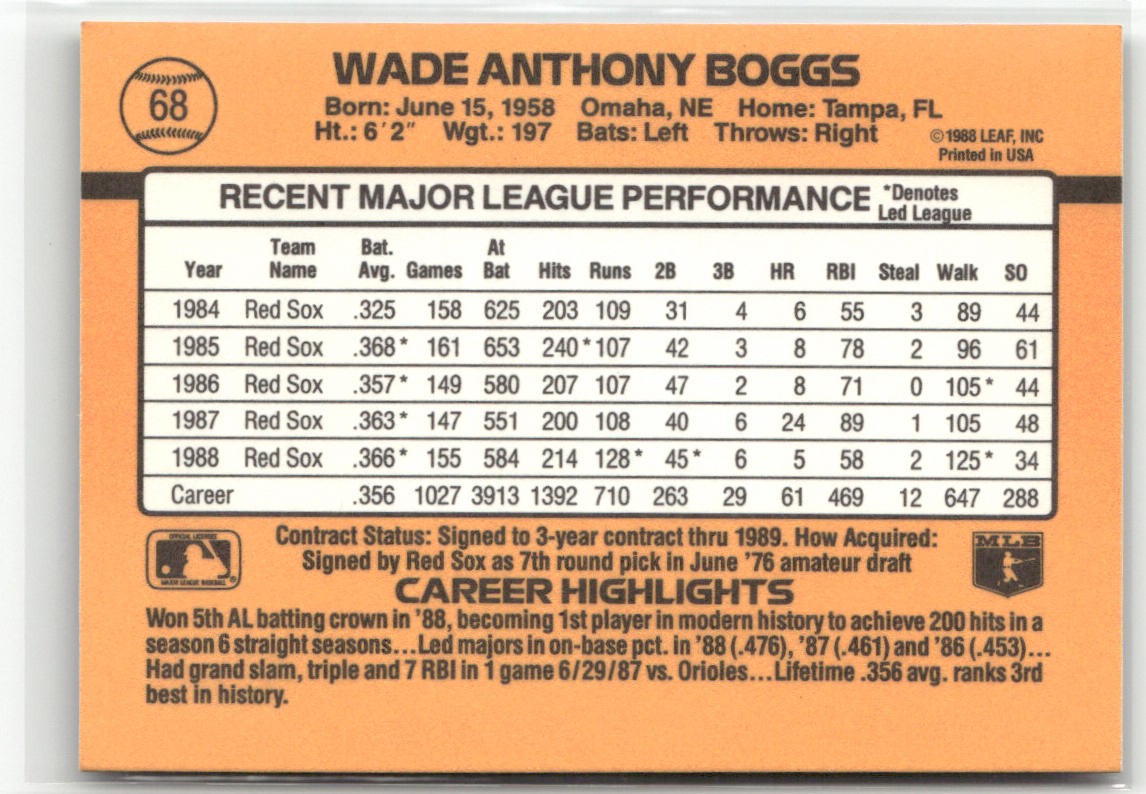 68
WADE ANTHONY BOGGS
Born: June 15, 1958 Omaha, NE Home: Tampa, FL
Ht.: 6'2" Wgt.: 197 Bats: Left Throws: Right
©1988 LEAF, INC
Printed in USA
RECENT MAJOR LEAGUE PERFORMANCE *Denotes
Led League
Team Bat. At
Year Name Avg. Games Bat Hits Runs 2B 3B HR RBI Steal Walk SO
1984 Red Sox .325 158 625 203 109 31 4 6 55 3 89 44
1985 Red Sox .368* 161 653 240* 107 42 3 8 78 2 96 61
1986 Red Sox .357* 149 580 207 107 47 2 8 71 0 105* 44
1987 Red Sox .363* 147 551 200 108 40 6 24 89 1 105 48
1988 Red Sox .366* 155 584 214 128* 45* 6 5 58 2 125* 34
Career .356 1027 3913 1392 710 263 29 61 469 12 647 288
Contract Status: Signed to 3-year contract thru 1989. How Acquired:
Signed by Red Sox as 7th round pick in June '76 amateur draft
OFFICIAL LICENSEE
MAJOR LEAGUE BASEBALL ®
MLB
CAREER HIGHLIGHTS
Won 5th AL batting crown in '88, becoming 1st player in modern history to achieve 200 hits in a
season 6 straight seasons...Led majors in on-base pct. in '88 (.476), '87 (.461) and '86 (.453)...
Had grand slam, triple and 7 RBI in 1 game 6/29/87 vs. Orioles...Lifetime .356 avg. ranks 3rd
best in history.